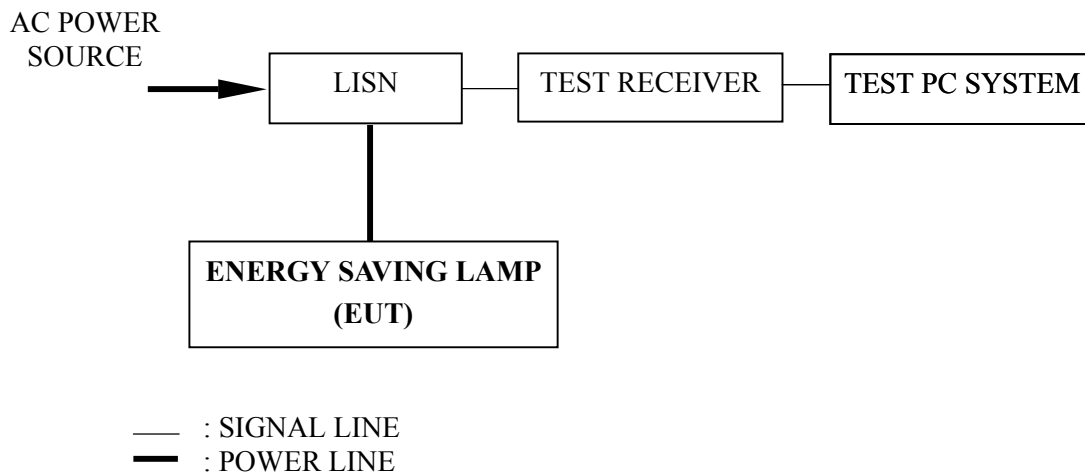 AC POWER
SOURCE
LISN
TEST RECEIVER
TEST PC SYSTEM
ENERGY SAVING LAMP
(EUT)
: SIGNAL LINE
: POWER LINE